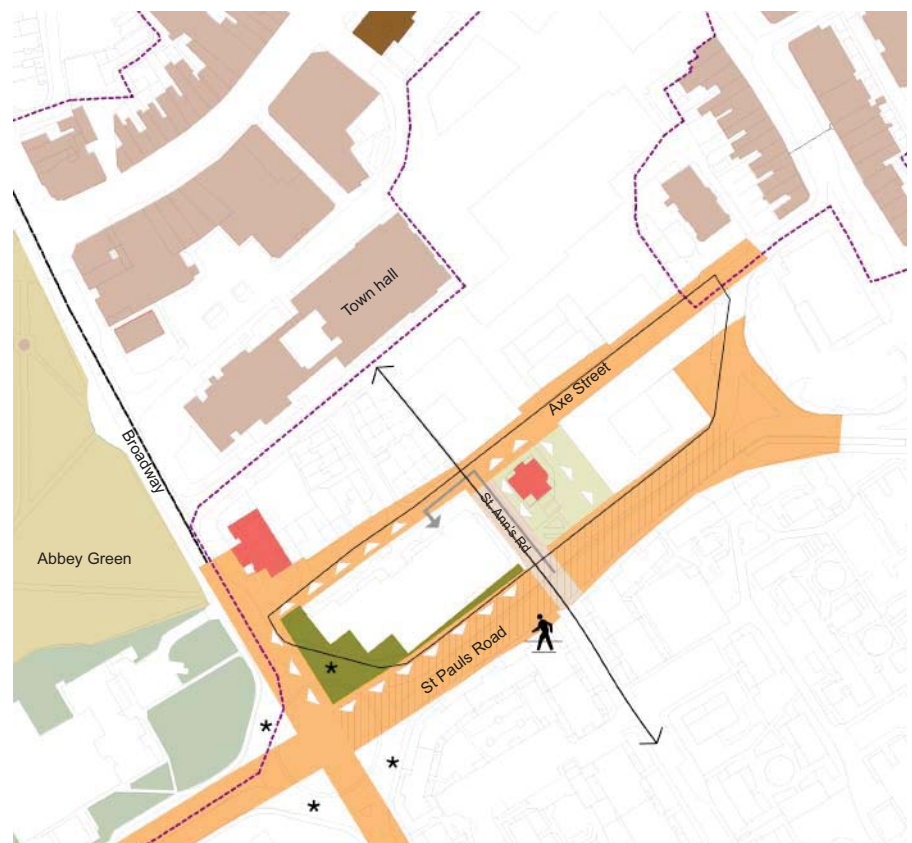 Town hall
Axe Street
Broadway
St. Ann's Rd
Abbey Green
St Pauls Road